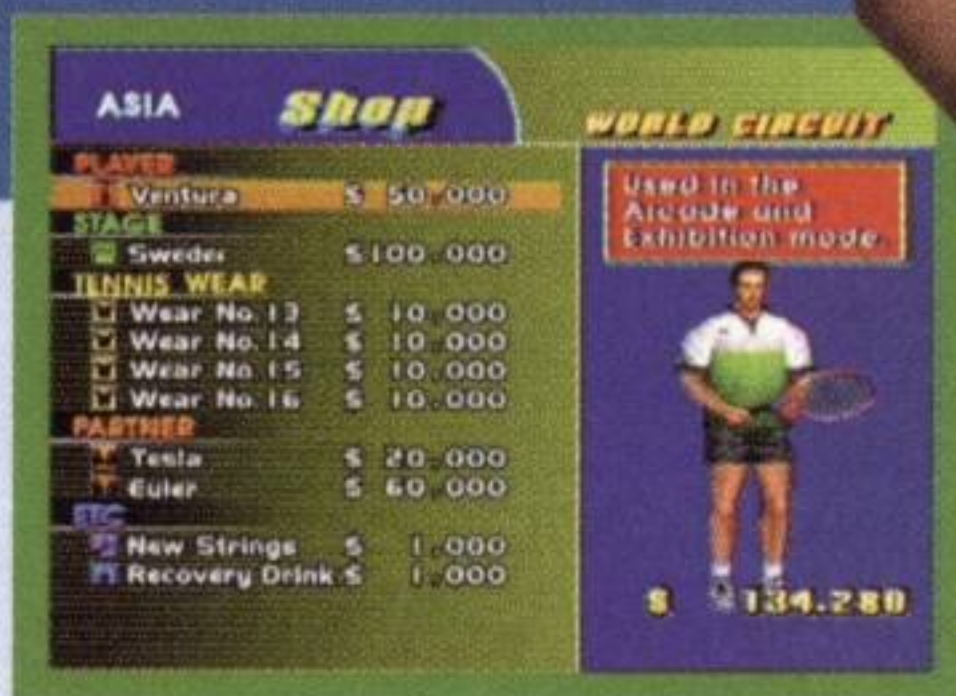 ASIA Shop
WORLD CIRCUIT
PLAYER
Ventura $ 50,000
STAGE
Sweden $100,000
TENNIS WEAR
Wear No.13 $ 10,000
Wear No.14 $ 10,000
Wear No.15 $ 10,000
Wear No.16 $ 10,000
PARTNER
Tesla $ 20,000
Euler $ 60,000
ETC
New Strings $ 1,000
Recovery Drink $ 1,000
Used in the
Arcade and
Exhibition mode.
$ 134,280